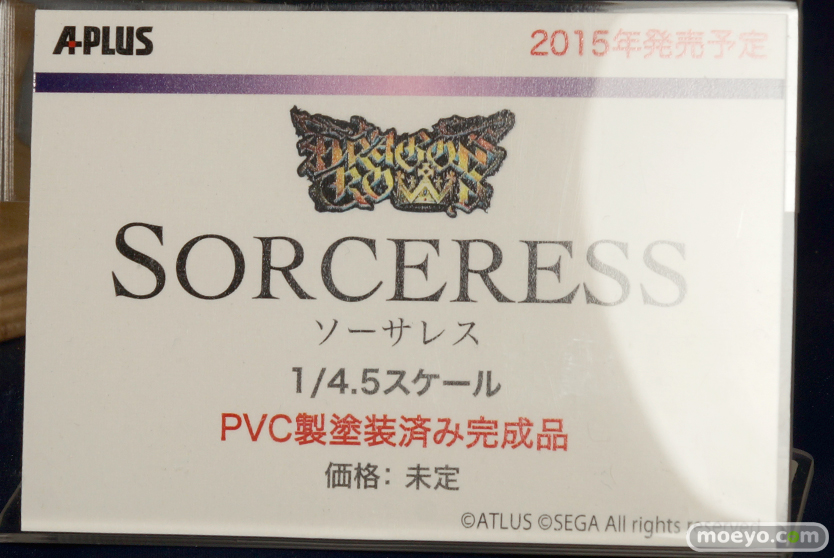 A-PLUS
2015年発売予定
DRAGON'S
CROWN
SORCERESS
ソーサレス
1/4.5スケール
PVC製塗装済み完成品
価格：未定
©ATLUS ©SEGA All rights reserved.
moeyo.com